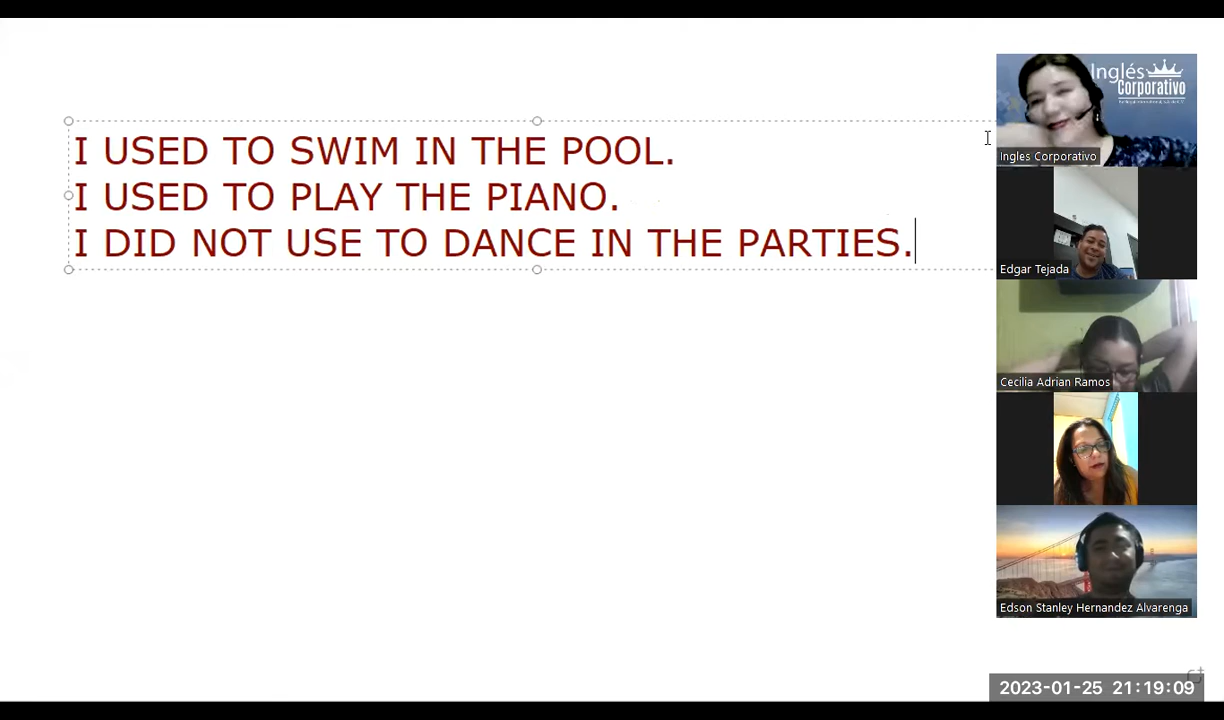 I USED TO SWIM IN THE POOL.
I USED TO PLAY THE PIANO.
I DID NOT USE TO DANCE IN THE PARTIES.
Inglés
Corporativo
Ingles Corporativo
Edgar Tejada
Cecilia Adrian Ramos
Edson Stanley Hernandez Alvarenga
2023-01-25 21:19:09